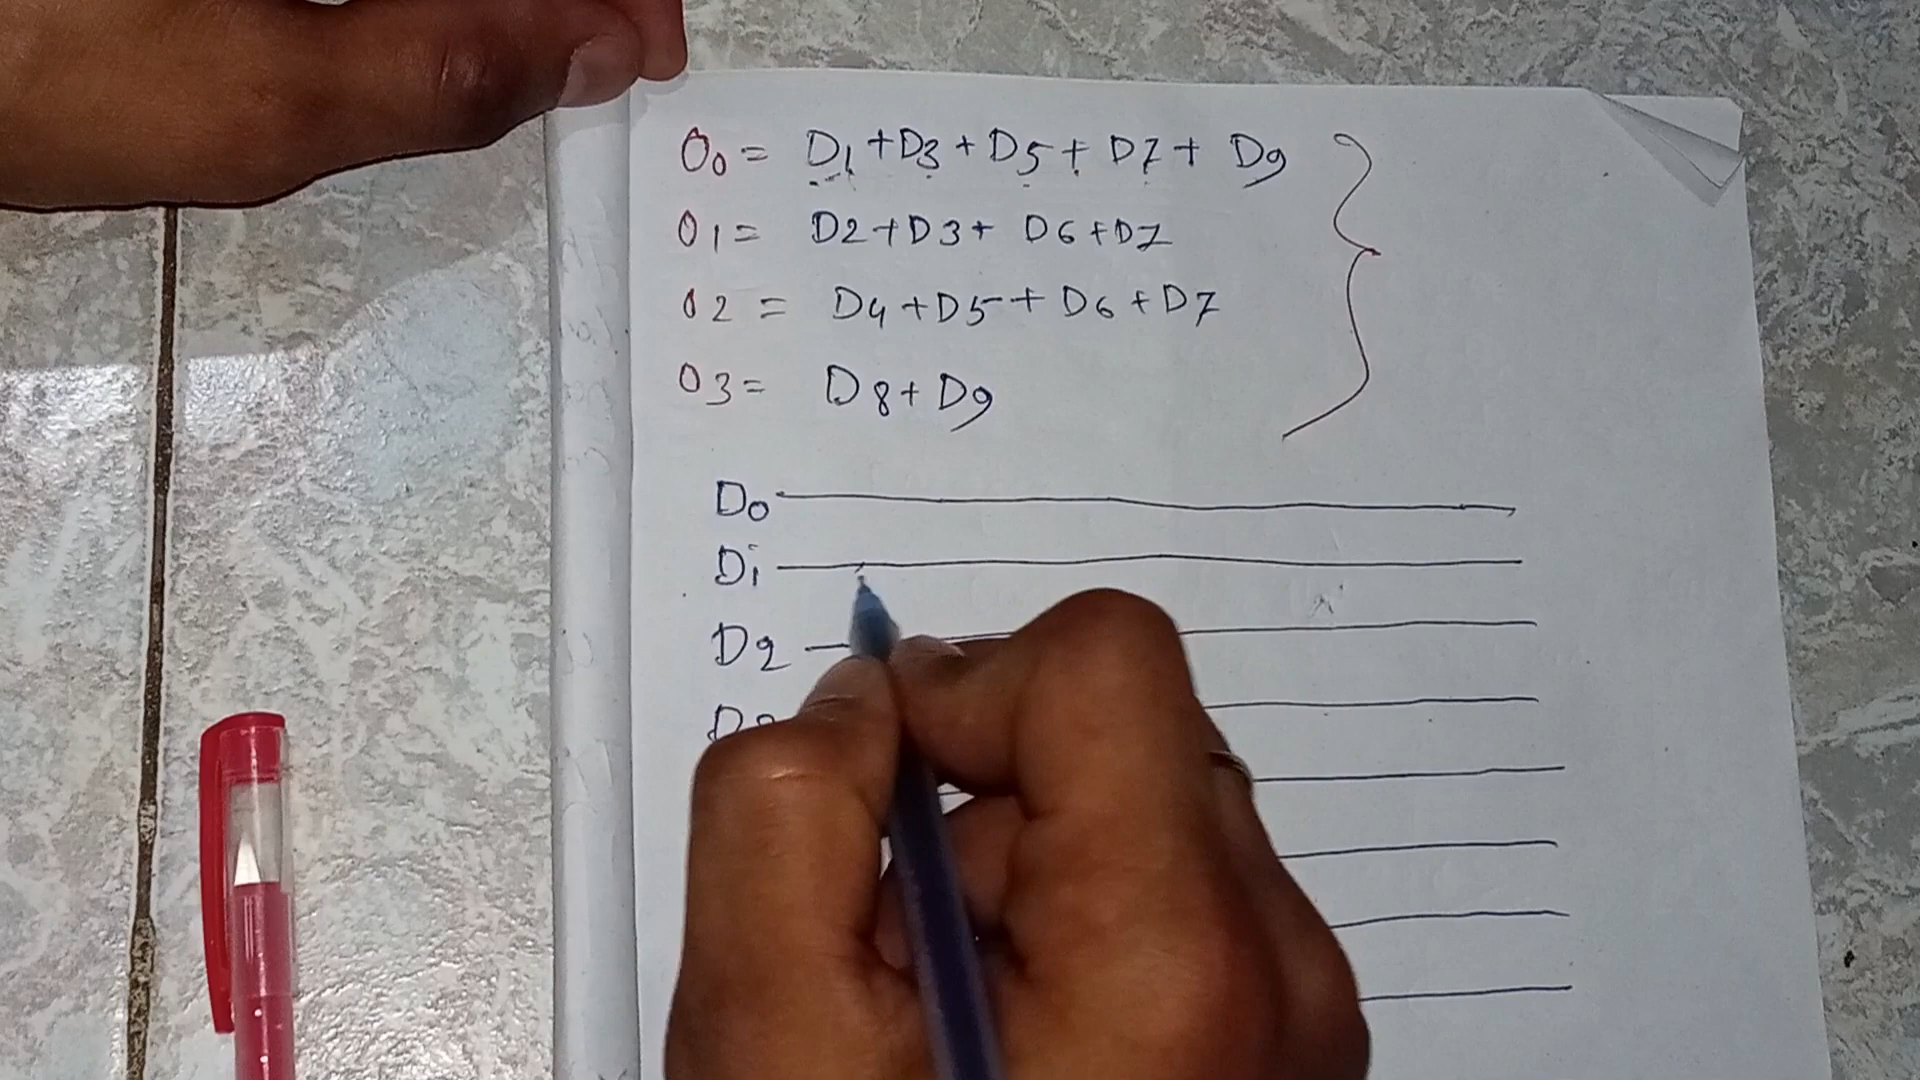 O0 = D1+D3+D5+D7+D9
O1= D2+D3+D6+D7
O2 = D4+D5+D6+D7
O3= D8+D9
D0
D1
D2